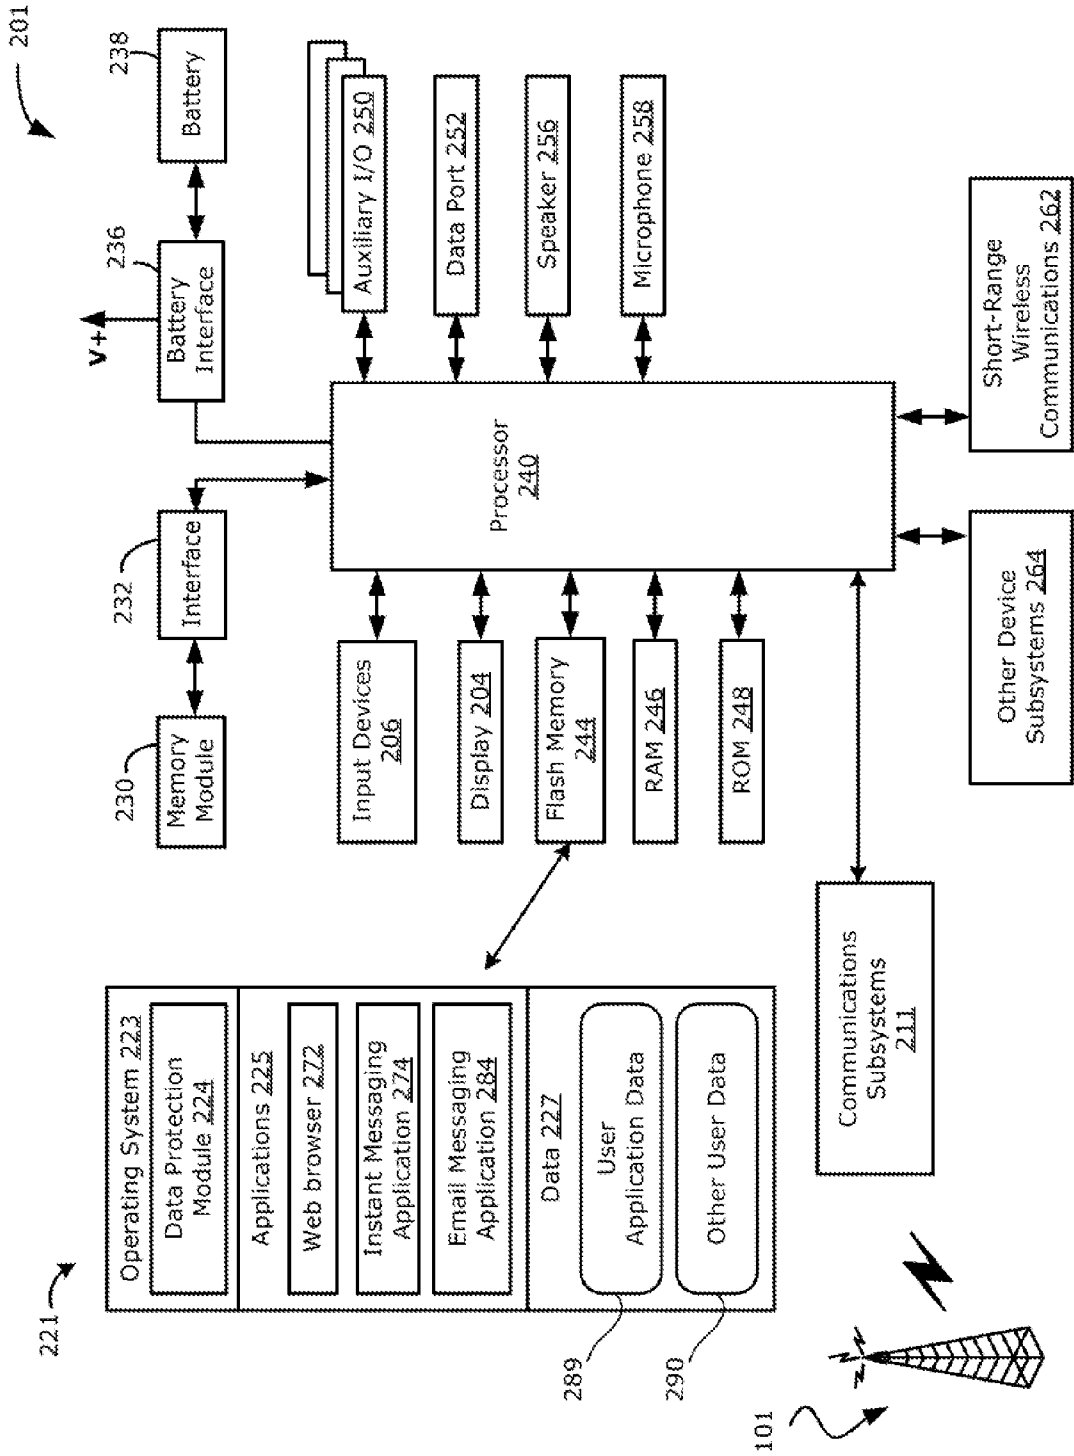 201
221
Operating System 223
Data Protection
Module 224
Applications 225
Web browser 272
Instant Messaging
Application 274
Email Messaging
Application 284
Data 227
User
Application Data
Other User Data
289
290
101
230
Memory
Module
232
Interface
V+
236
Battery
Interface
238
Battery
Input Devices
206
Display 204
Flash Memory
244
RAM 246
ROM 248
Processor
240
Auxiliary I/O 250
Data Port 252
Speaker 256
Microphone 258
Communications
Subsystems
211
Other Device
Subsystems 264
Short-Range
Wireless
Communications 262